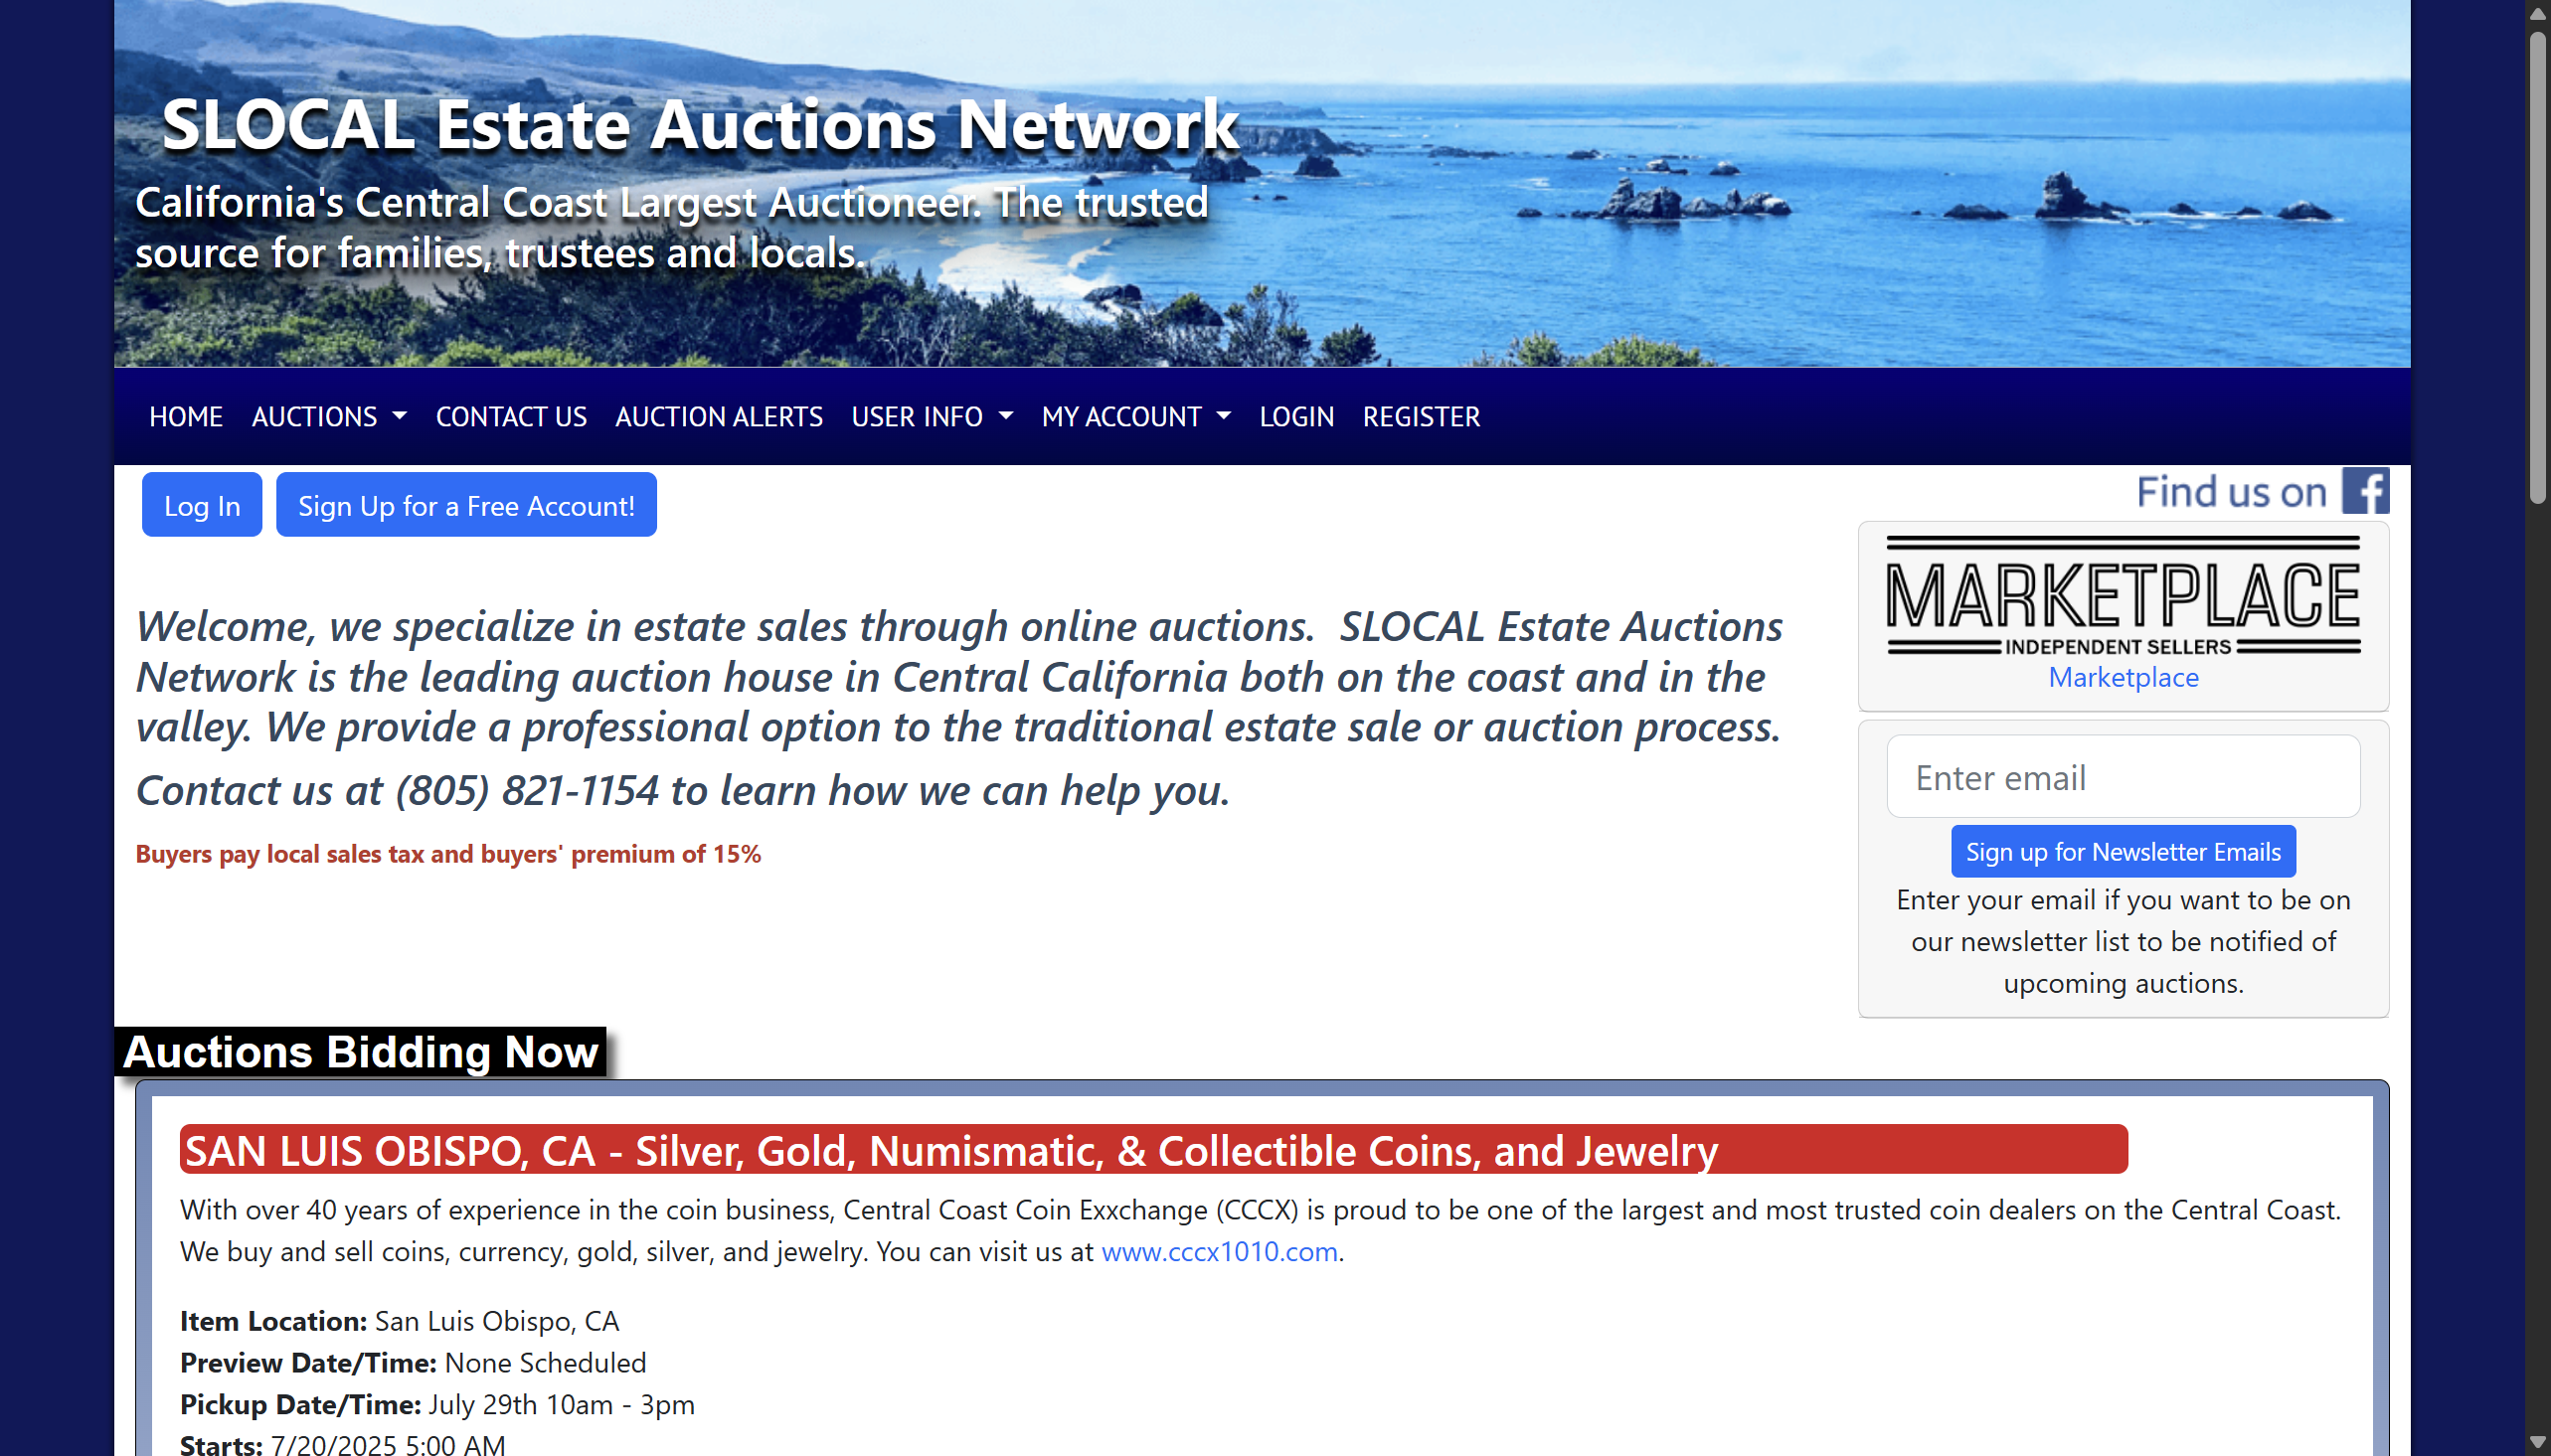 SLOCAL Estate Auctions Network
California's Central Coast Largest Auctioneer. The trusted
source for families, trustees and locals.
HOME AUCTIONS CONTACT US AUCTION ALERTS USER INFO MY ACCOUNT LOGIN REGISTER
Log In Sign Up for a Free Account!
Find us on f
MARKETPLACE
INDEPENDENT SELLERS
Marketplace
Welcome, we specialize in estate sales through online auctions.  SLOCAL Estate Auctions
Network is the leading auction house in Central California both on the coast and in the
valley. We provide a professional option to the traditional estate sale or auction process.
Contact us at (805) 821-1154 to learn how we can help you.
Buyers pay local sales tax and buyers' premium of 15%
Enter email
Sign up for Newsletter Emails
Enter your email if you want to be on
our newsletter list to be notified of
upcoming auctions.
Auctions Bidding Now
SAN LUIS OBISPO, CA - Silver, Gold, Numismatic, & Collectible Coins, and Jewelry
With over 40 years of experience in the coin business, Central Coast Coin Exxchange (CCCX) is proud to be one of the largest and most trusted coin dealers on the Central Coast.
We buy and sell coins, currency, gold, silver, and jewelry. You can visit us at www.cccx1010.com.
Item Location: San Luis Obispo, CA
Preview Date/Time: None Scheduled
Pickup Date/Time: July 29th 10am - 3pm
Starts: 7/20/2025 5:00 AM